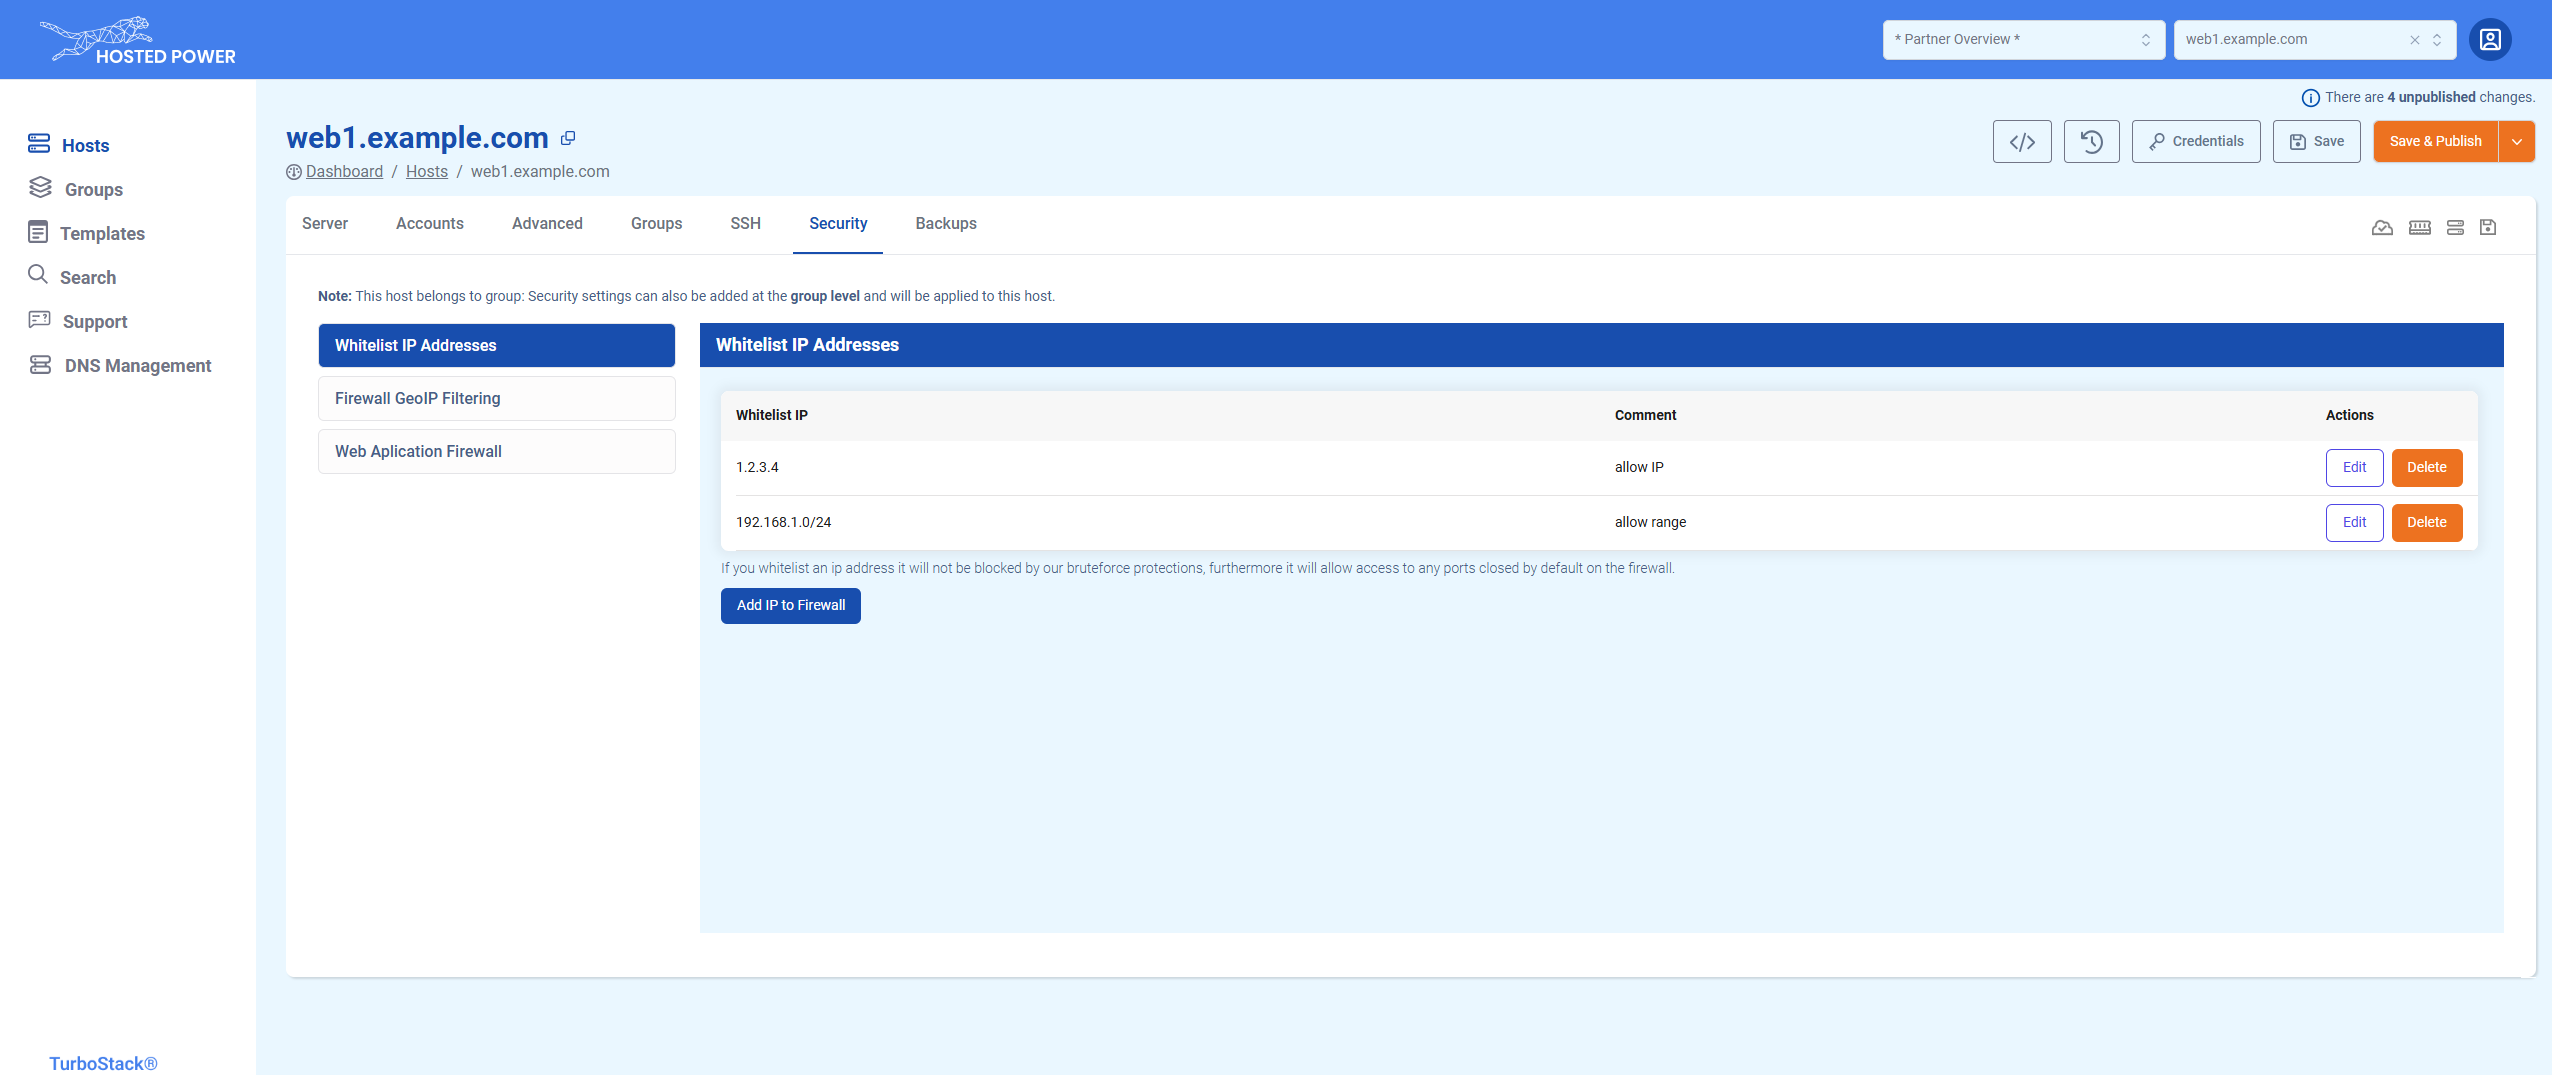 HOSTED POWER
* Partner Overview *
web1.example.com
There are 4 unpublished changes.
Hosts
Groups
Templates
Search
Support
DNS Management
TurboStack®
web1.example.com
Dashboard / Hosts / web1.example.com
Credentials
Save
Save & Publish
Server Accounts Advanced Groups SSH Security Backups
Note: This host belongs to group: Security settings can also be added at the group level and will be applied to this host.
Whitelist IP Addresses
Firewall GeoIP Filtering
Web Aplication Firewall
Whitelist IP Addresses
Whitelist IP Comment Actions
1.2.3.4 allow IP Edit Delete
192.168.1.0/24 allow range Edit Delete
If you whitelist an ip address it will not be blocked by our bruteforce protections, furthermore it will allow access to any ports closed by default on the firewall.
Add IP to Firewall